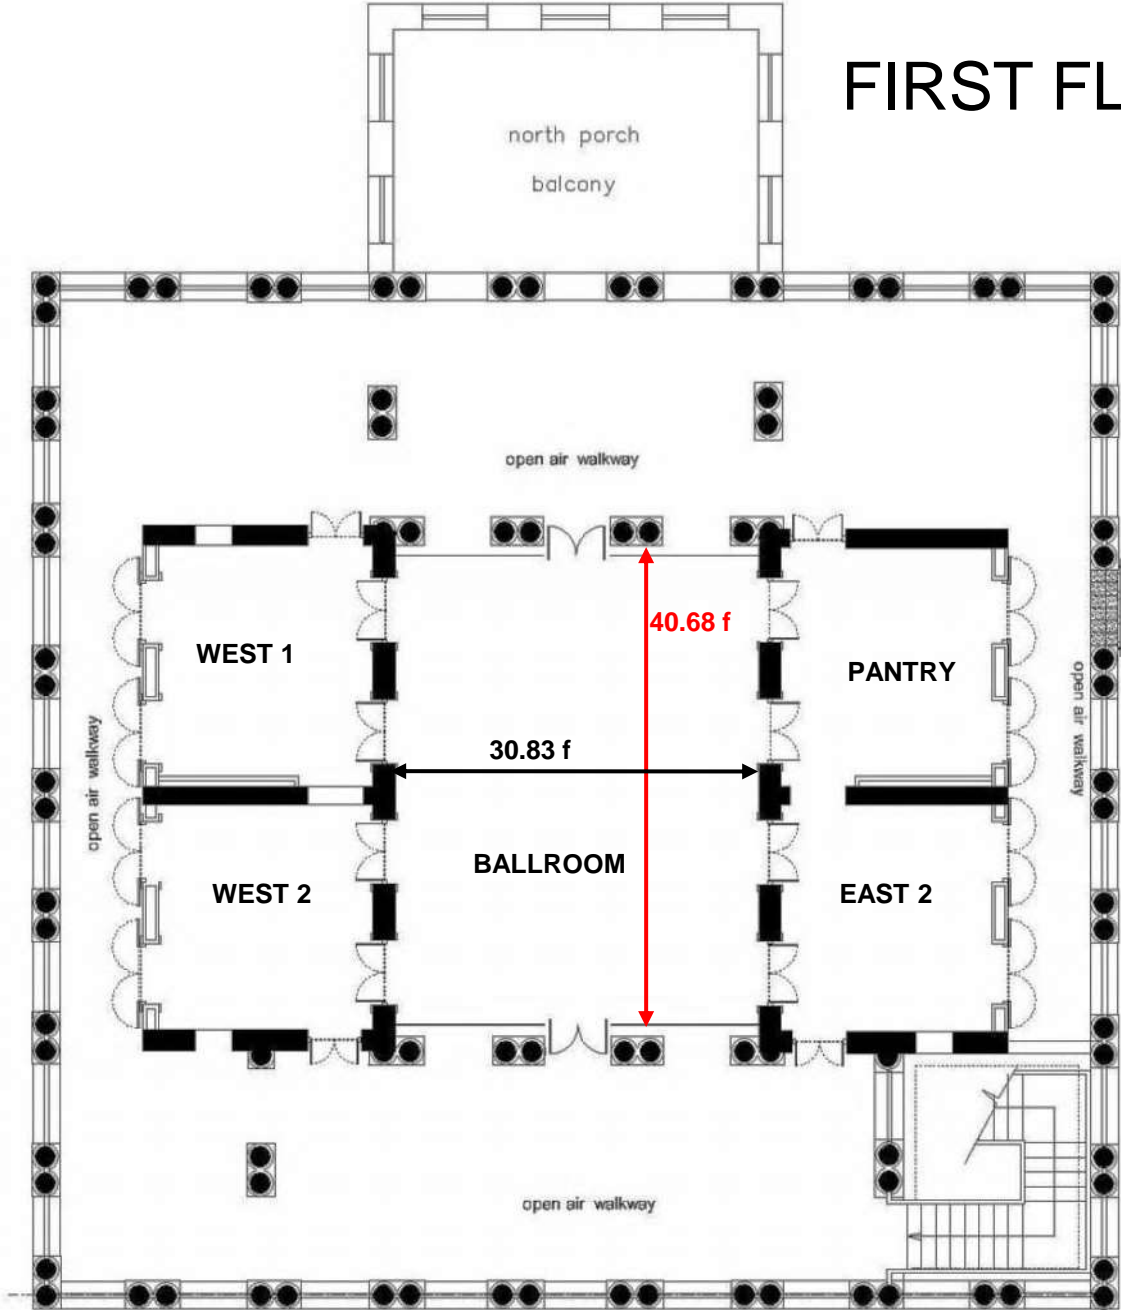 FIRST FL
north porch
balcony
open air walkway
40.68 f
WEST 1
PANTRY
open air walkway
open air walkway
30.83 f
BALLROOM
WEST 2
EAST 2
open air walkway